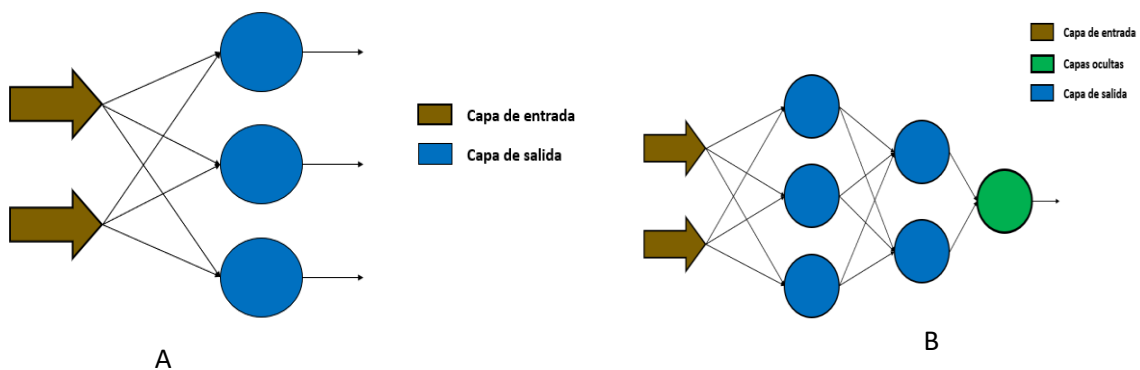 Capa de entrada
Capa de salida
A
Capa de entrada
Capas ocultas
Capa de salida
B